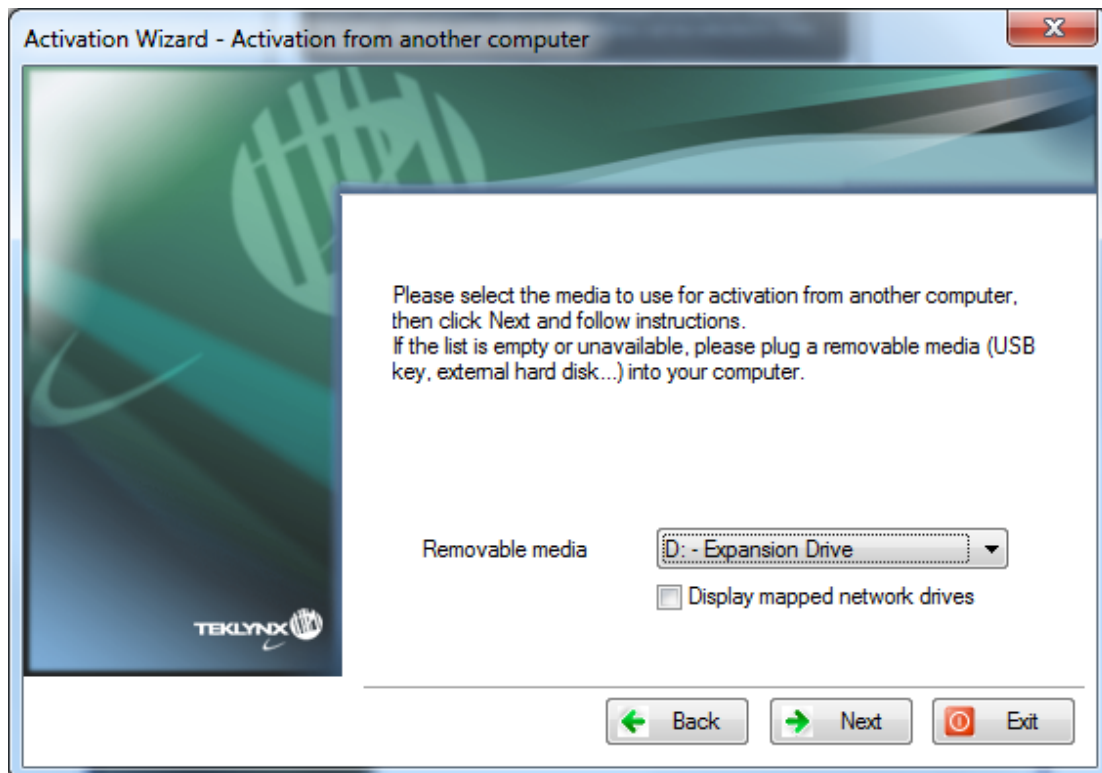 Activation Wizard - Activation from another computer
Please select the media to use for activation from another computer,
then click Next and follow instructions.
If the list is empty or unavailable, please plug a removable media (USB
key, external hard disk...) into your computer.
Removable media
D: - Expansion Drive
Display mapped network drives
TEKLYNX
Back
Next
Exit